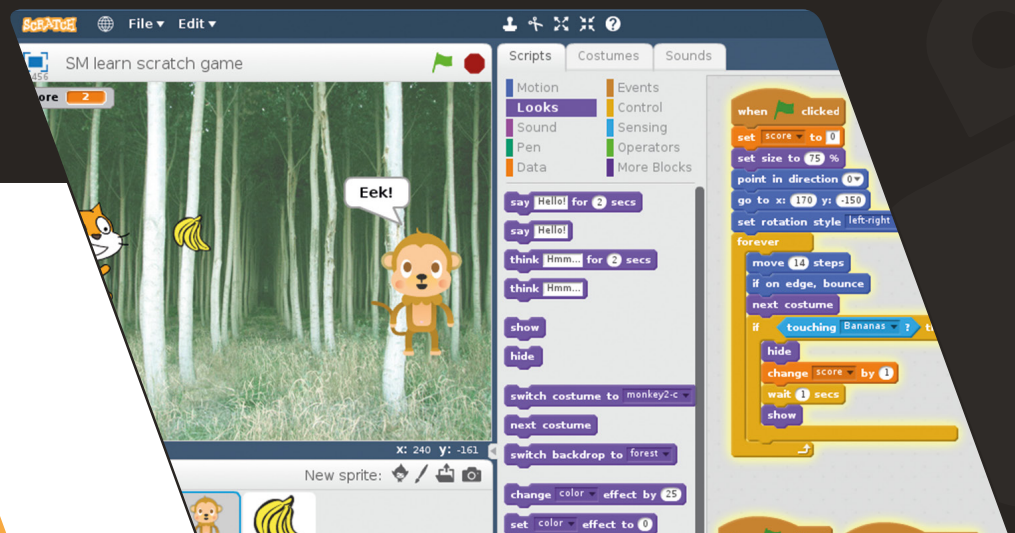 SCRATCH File▼ Edit▼
SM learn scratch game
456
ore 2
Eek!
x: 240 y: -161
New sprite:
Scripts Costumes Sounds
Motion Events
Looks Control
Sound Sensing
Pen Operators
Data More Blocks
say Hello! for 2 secs
say Hello!
think Hmm... for 2 secs
think Hmm...
show
hide
switch costume to monkey2-c
next costume
switch backdrop to forest
change color effect by 25
set color effect to 0
when clicked
set score to 0
set size to 75 %
point in direction 0▼
go to x: 170 y: -150
set rotation style left-right
forever
move 14 steps
if on edge, bounce
next costume
if touching Bananas ?
hide
change score by 1
wait 1 secs
show